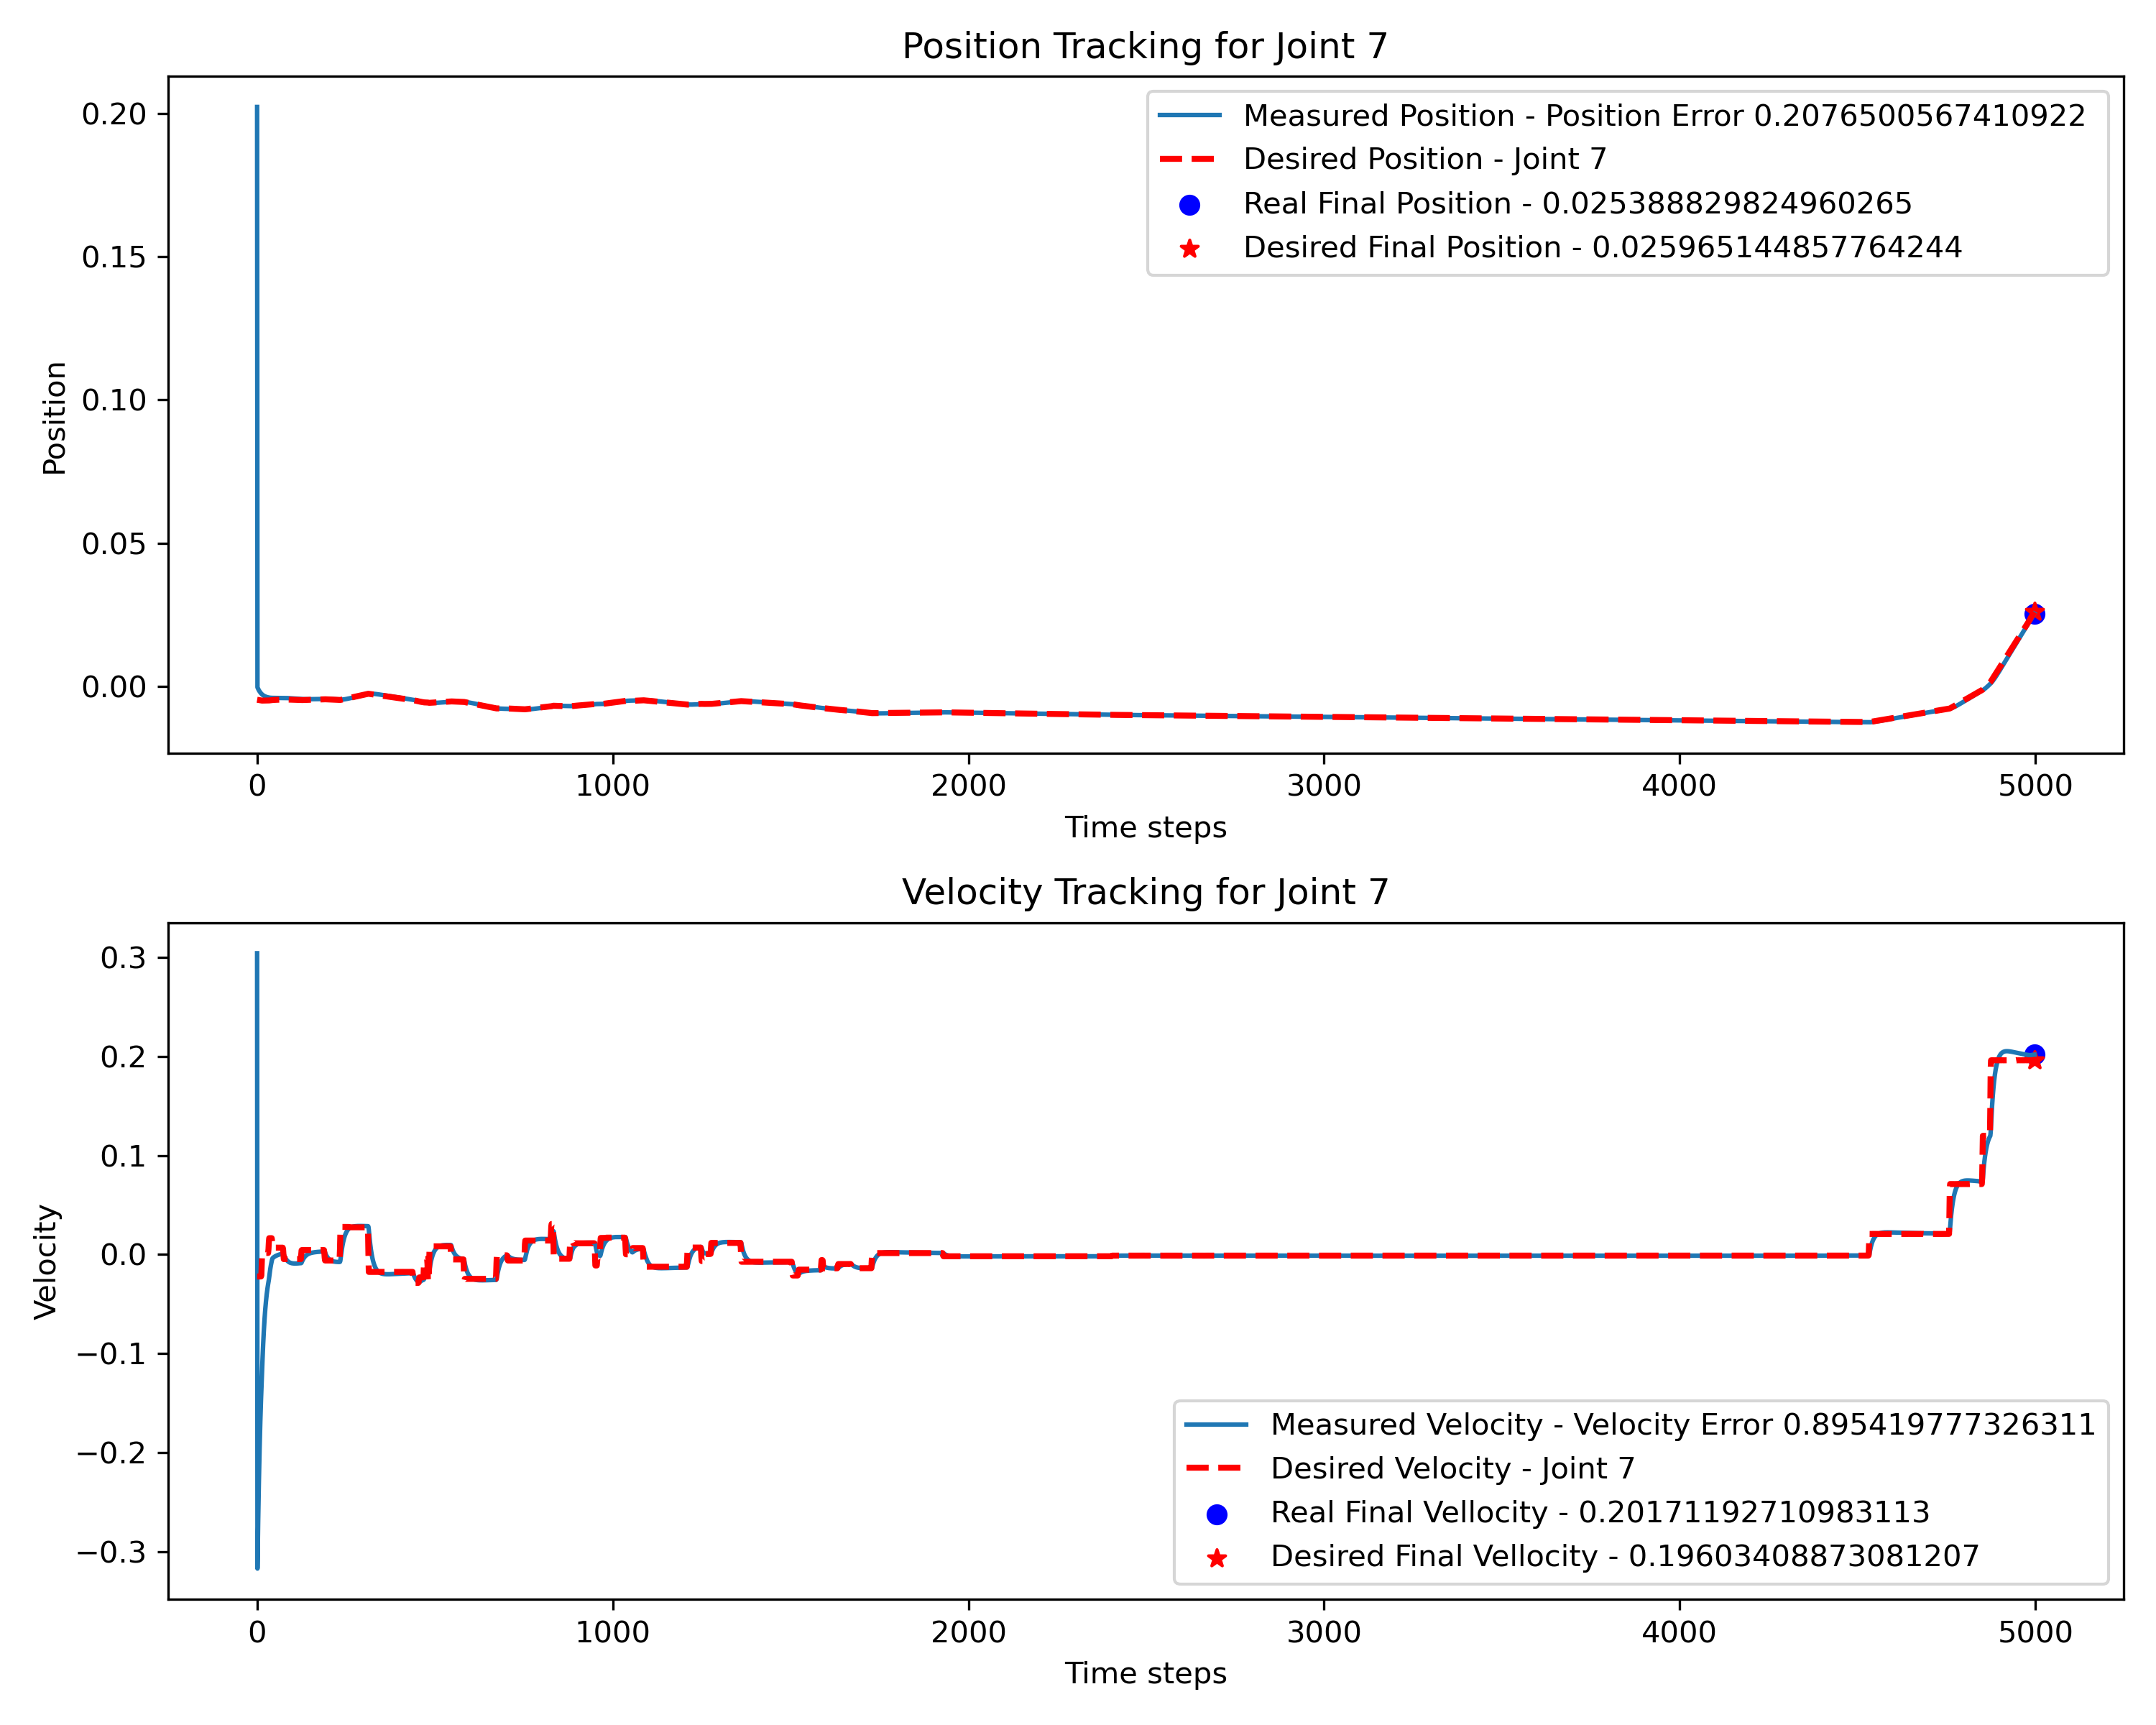 Position Tracking for Joint 7
Measured Position - Position Error 0.2076500567410922
Desired Position - Joint 7
Real Final Position - 0.025388829824960265
Desired Final Position - 0.025965144857764244
0.20
0.15
0.10
0.05
0.00
Position
0 1000 2000 3000 4000 5000
Time steps
Velocity Tracking for Joint 7
0.3
0.2
0.1
0.0
−0.1
−0.2
−0.3
Velocity
Measured Velocity - Velocity Error 0.895419777326311
Desired Velocity - Joint 7
Real Final Vellocity - 0.20171192710983113
Desired Final Vellocity - 0.19603408873081207
0 1000 2000 3000 4000 5000
Time steps